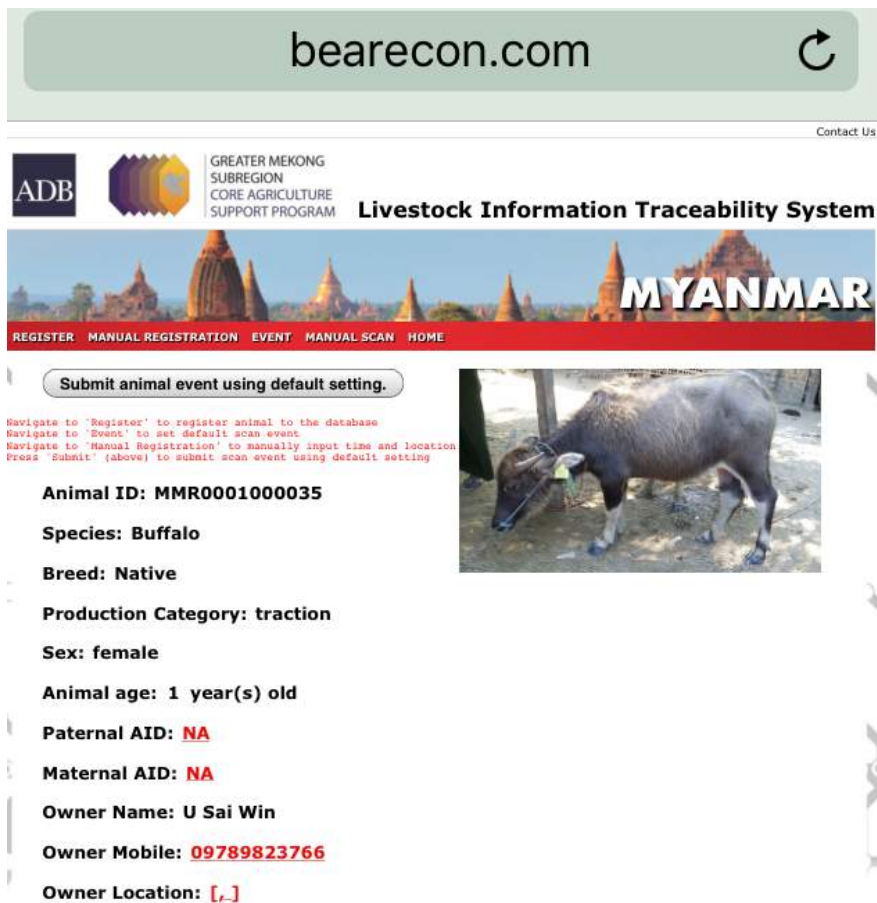 bearecon.com
Contact Us
ADB
GREATER MEKONG
SUBREGION
CORE AGRICULTURE
SUPPORT PROGRAM
Livestock Information Traceability System
MYANMAR
REGISTER MANUAL REGISTRATION EVENT MANUAL SCAN HOME
Submit animal event using default setting.
Navigate to 'Register' to register animal to the database
Navigate to 'Event' to set default scan event
Navigate to 'Manual Registration' to manually input time and location
Press 'Submit' (above) to submit scan event using default setting
Animal ID: MMR0001000035
Species: Buffalo
Breed: Native
Production Category: traction
Sex: female
Animal age: 1 year(s) old
Paternal AID: NA
Maternal AID: NA
Owner Name: U Sai Win
Owner Mobile: 09789823766
Owner Location: [,_]